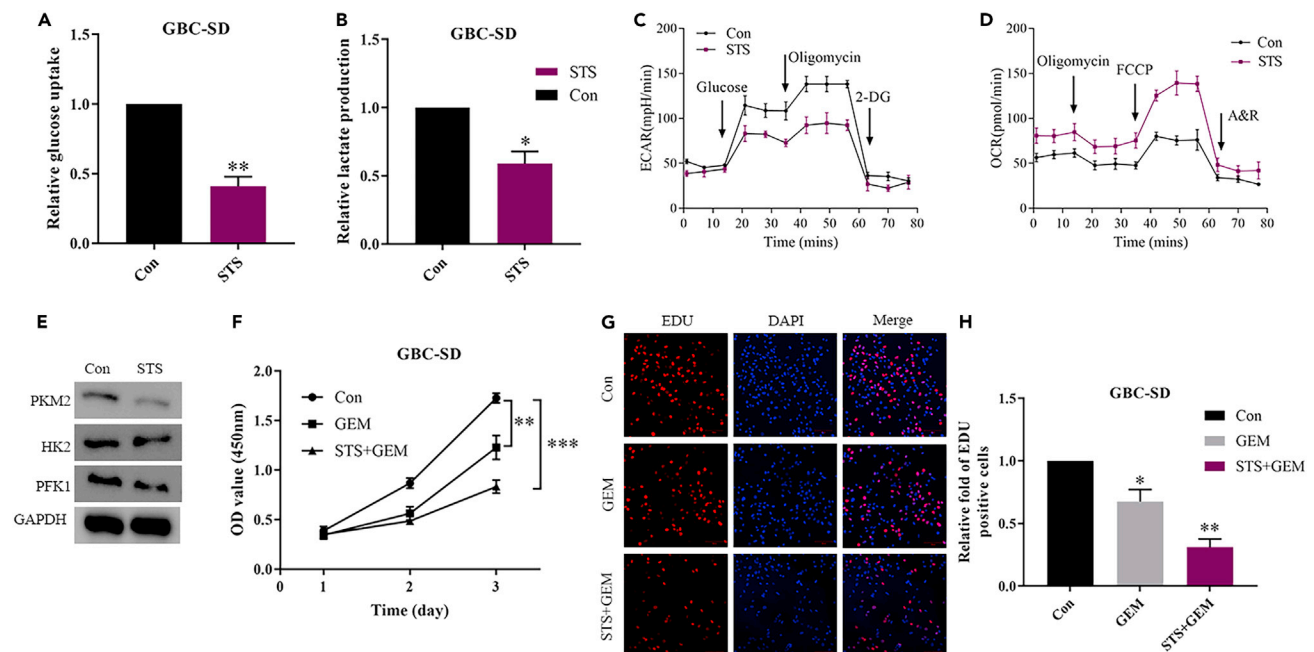 A
GBC-SD
Relative glucose uptake
1.5
1.0
0.5
0.0
**
Con
STS
B
GBC-SD
Relative lactate production
1.5
1.0
0.5
0.0
STS
Con
*
Con
STS
C
Con
STS
ECAR(mpH/min)
200
150
100
50
0
Glucose
Oligomycin
2-DG
0 10 20 30 40 50 60 70 80
Time (mins)
D
Con
STS
OCR(pmol/min)
200
150
100
50
0
Oligomycin
FCCP
A&R
0 10 20 30 40 50 60 70 80
Time (mins)
E
Con STS
PKM2
HK2
PFK1
GAPDH
F
GBC-SD
OD value (450nm)
2.0
1.5
1.0
0.5
0.0
Con
GEM
STS+GEM
**
***
0 1 2 3
Time (day)
G
EDU DAPI Merge
Con
GEM
STS+GEM
H
GBC-SD
Relative fold of EDU
positive cells
1.5
1.0
0.5
0.0
Con
GEM
STS+GEM
*
**
Con
GEM
STS+GEM